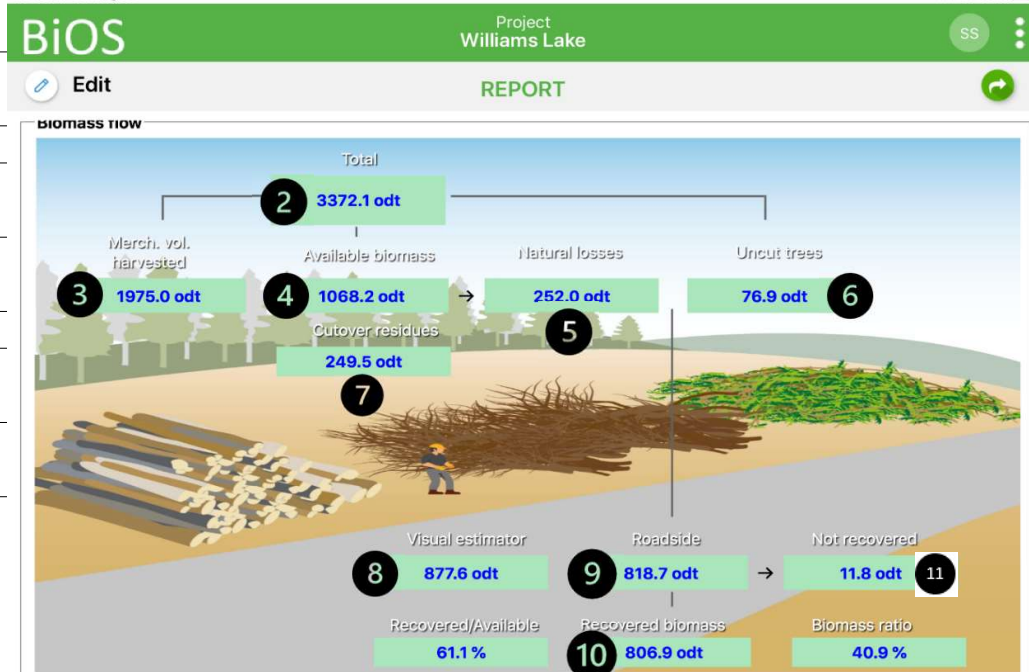 BiOS
Project
Williams Lake
SS
Edit
REPORT
Biomass flow
Total
2
3372.1 odt
Merch. vol.
harvested
Available biomass
Natural losses
Uncut trees
3
1975.0 odt
4
1068.2 odt
→
252.0 odt
76.9 odt
6
5
Cutover residues
249.5 odt
7
Visual estimator
Roadside
Not recovered
8
877.6 odt
9
818.7 odt
→
11.8 odt
11
Recovered/Available
Recovered biomass
Biomass ratio
61.1 %
10
806.9 odt
40.9 %